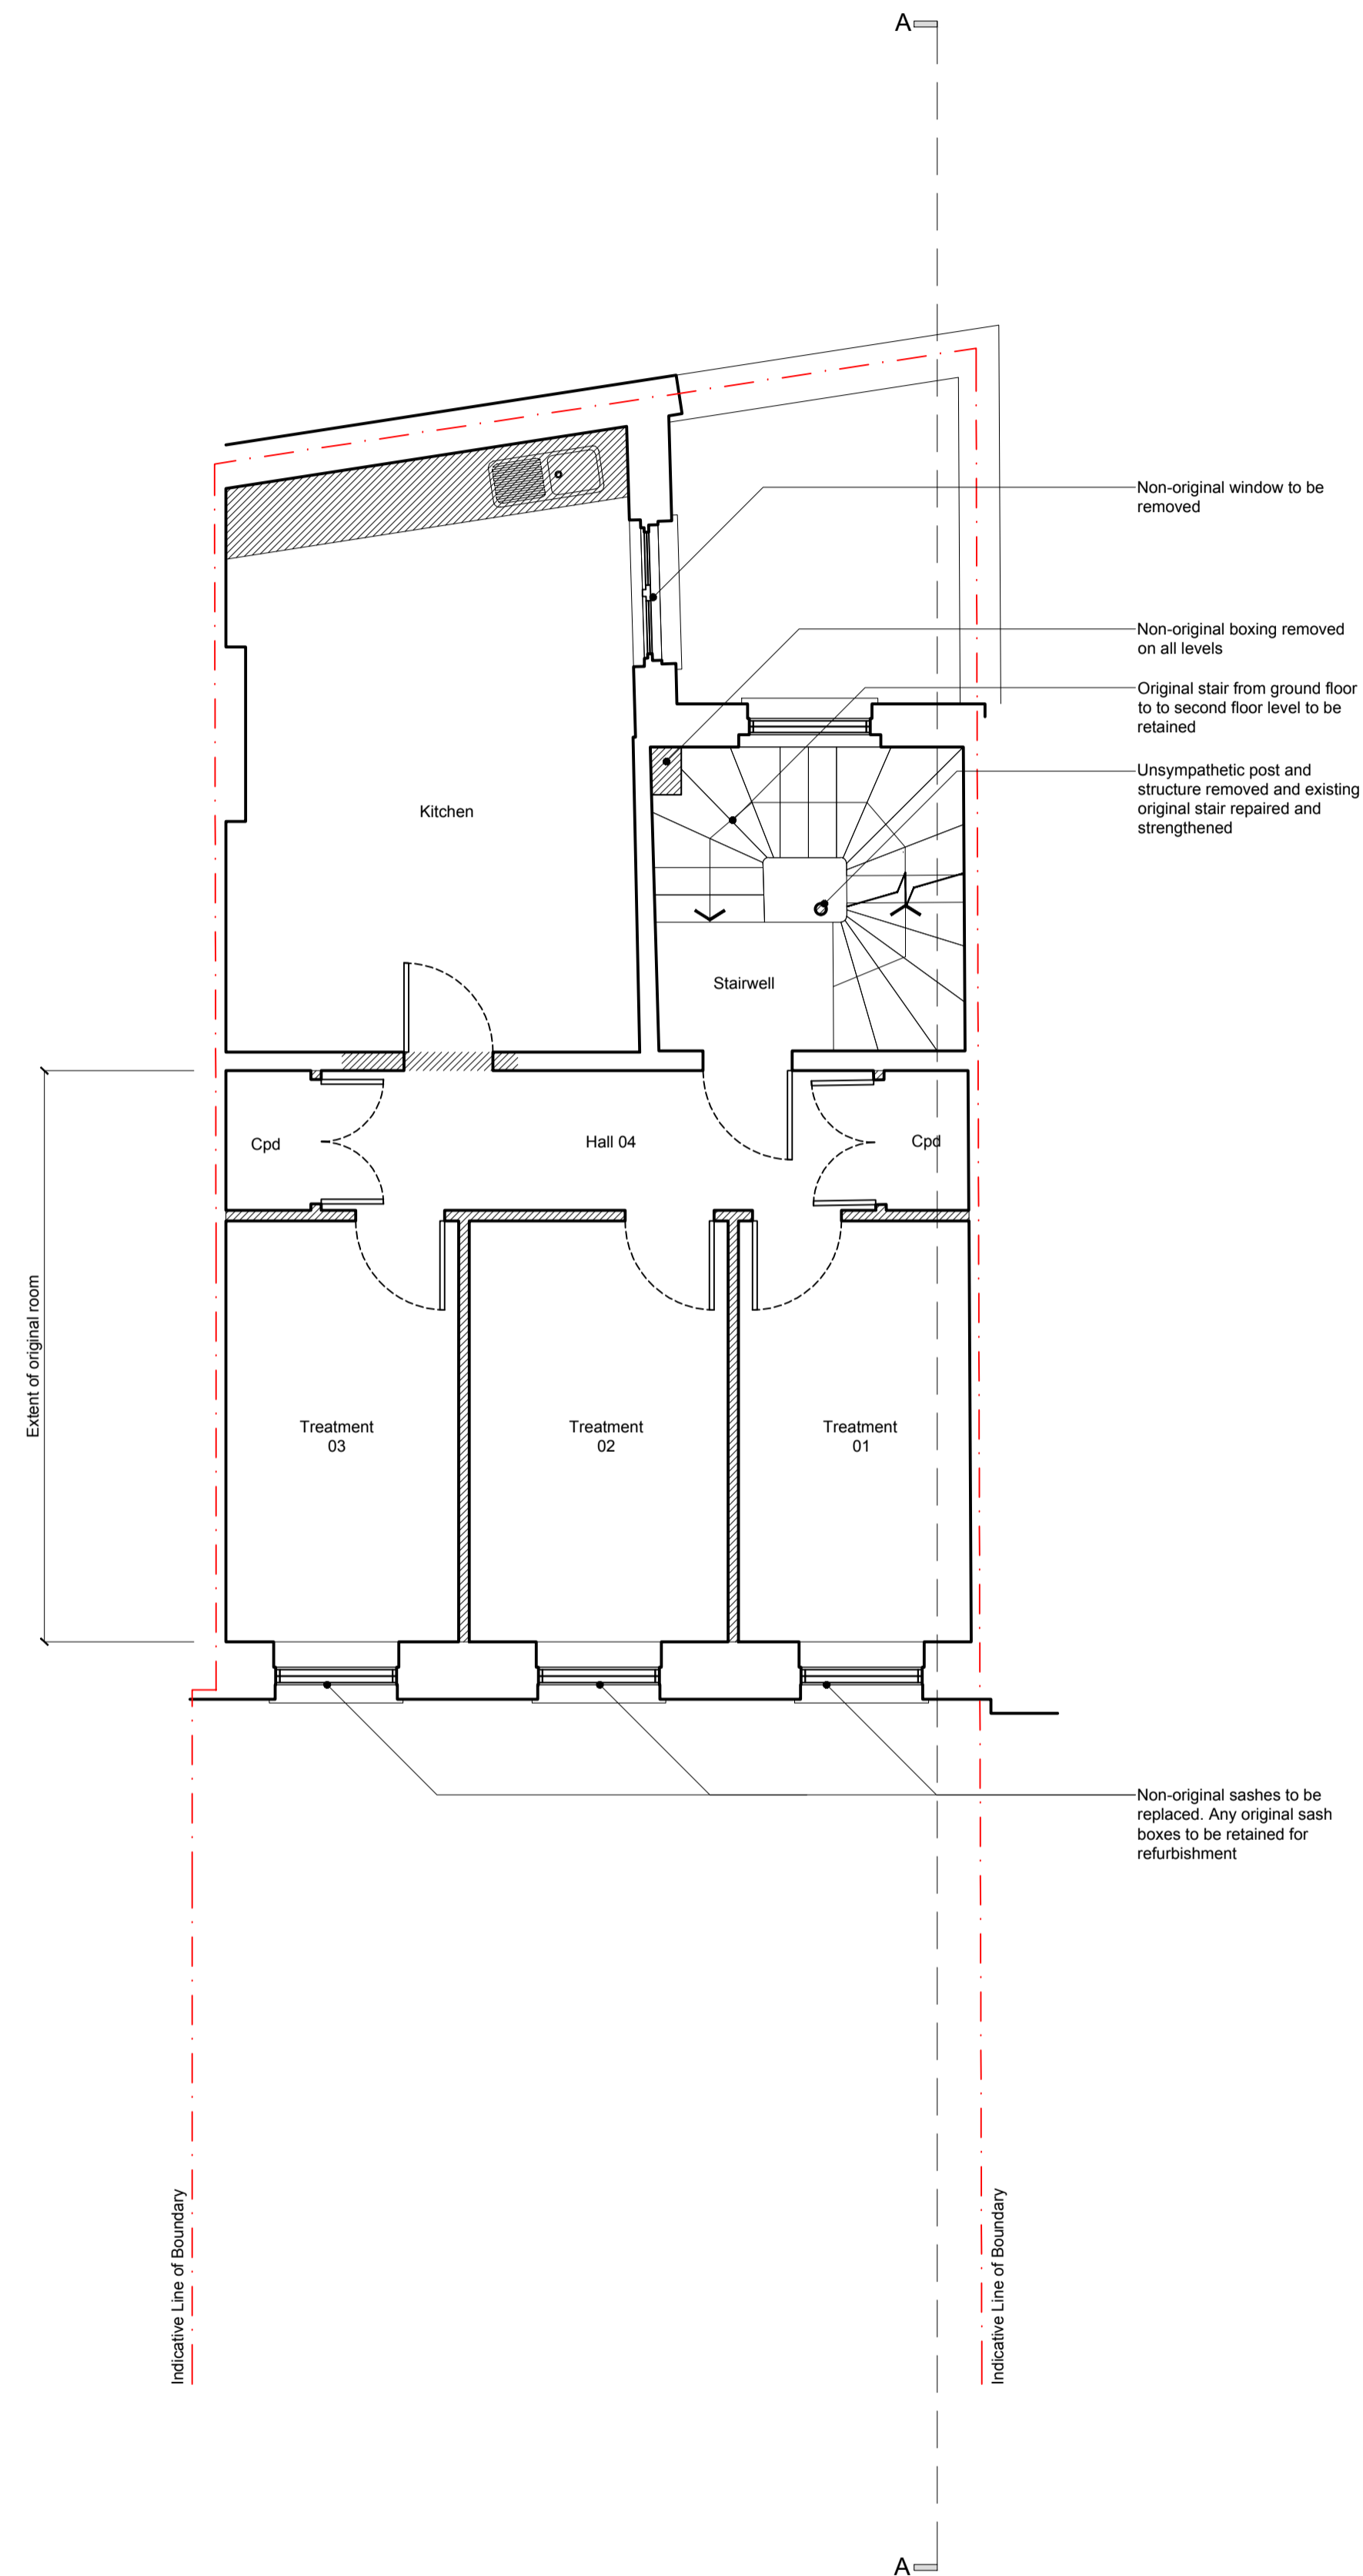 A
Non-original window to be
removed
Non-original boxing removed
on all levels
Original stair from ground floor
to to second floor level to be
retained
Unsympathetic post and
structure removed and existing
original stair repaired and
strengthened
Kitchen
Stairwell
Cpd
Hall 04
Cpd
Extent of original room
Treatment
03
Treatment
02
Treatment
01
Non-original sashes to be
replaced. Any original sash
boxes to be retained for
refurbishment
Indicative Line of Boundary
Indicative Line of Boundary
A